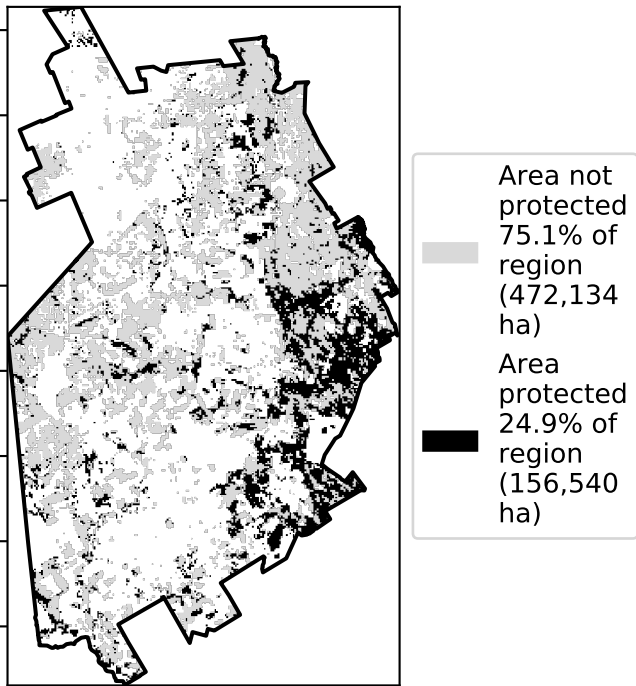 Area not
protected
75.1% of
region
(472,134
ha)
Area
protected
24.9% of
region
(156,540
ha)